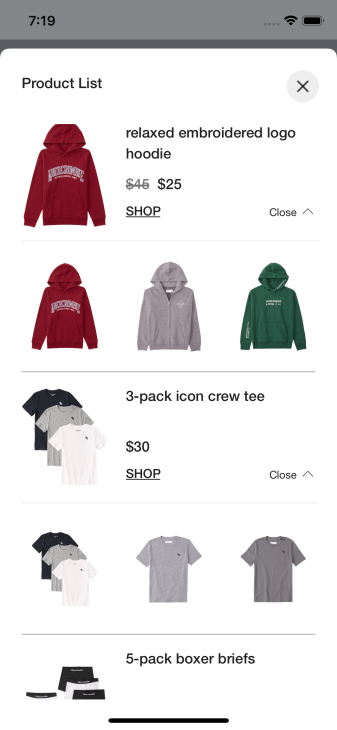 7:19
Product List
relaxed embroidered logo
hoodie
$45 $25
SHOP
Close
3-pack icon crew tee
$30
SHOP
Close
5-pack boxer briefs